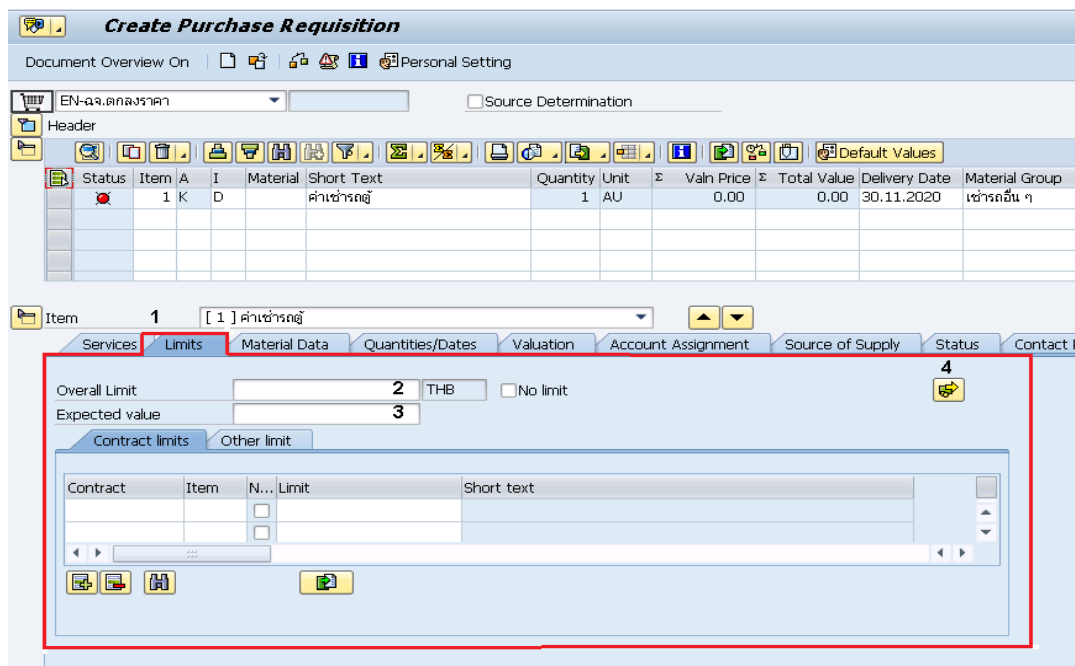 Create Purchase Requisition
Document Overview On Personal Setting
EN-ฉจ.ตกลงราคา Source Determination
Header
Default Values
Status Item A I Material Short Text Quantity Unit Σ Valn Price Σ Total Value Delivery Date Material Group
1 K D ค่าเช่ารถตู้ 1 AU 0.00 0.00 30.11.2020 เช่ารถอื่น ๆ
Item 1 [ 1 ] ค่าเช่ารถตู้
Services Limits Material Data Quantities/Dates Valuation Account Assignment Source of Supply Status Contact
4
Overall Limit 2 THB No limit
Expected value 3
Contract limits Other limit
Contract Item N... Limit Short text